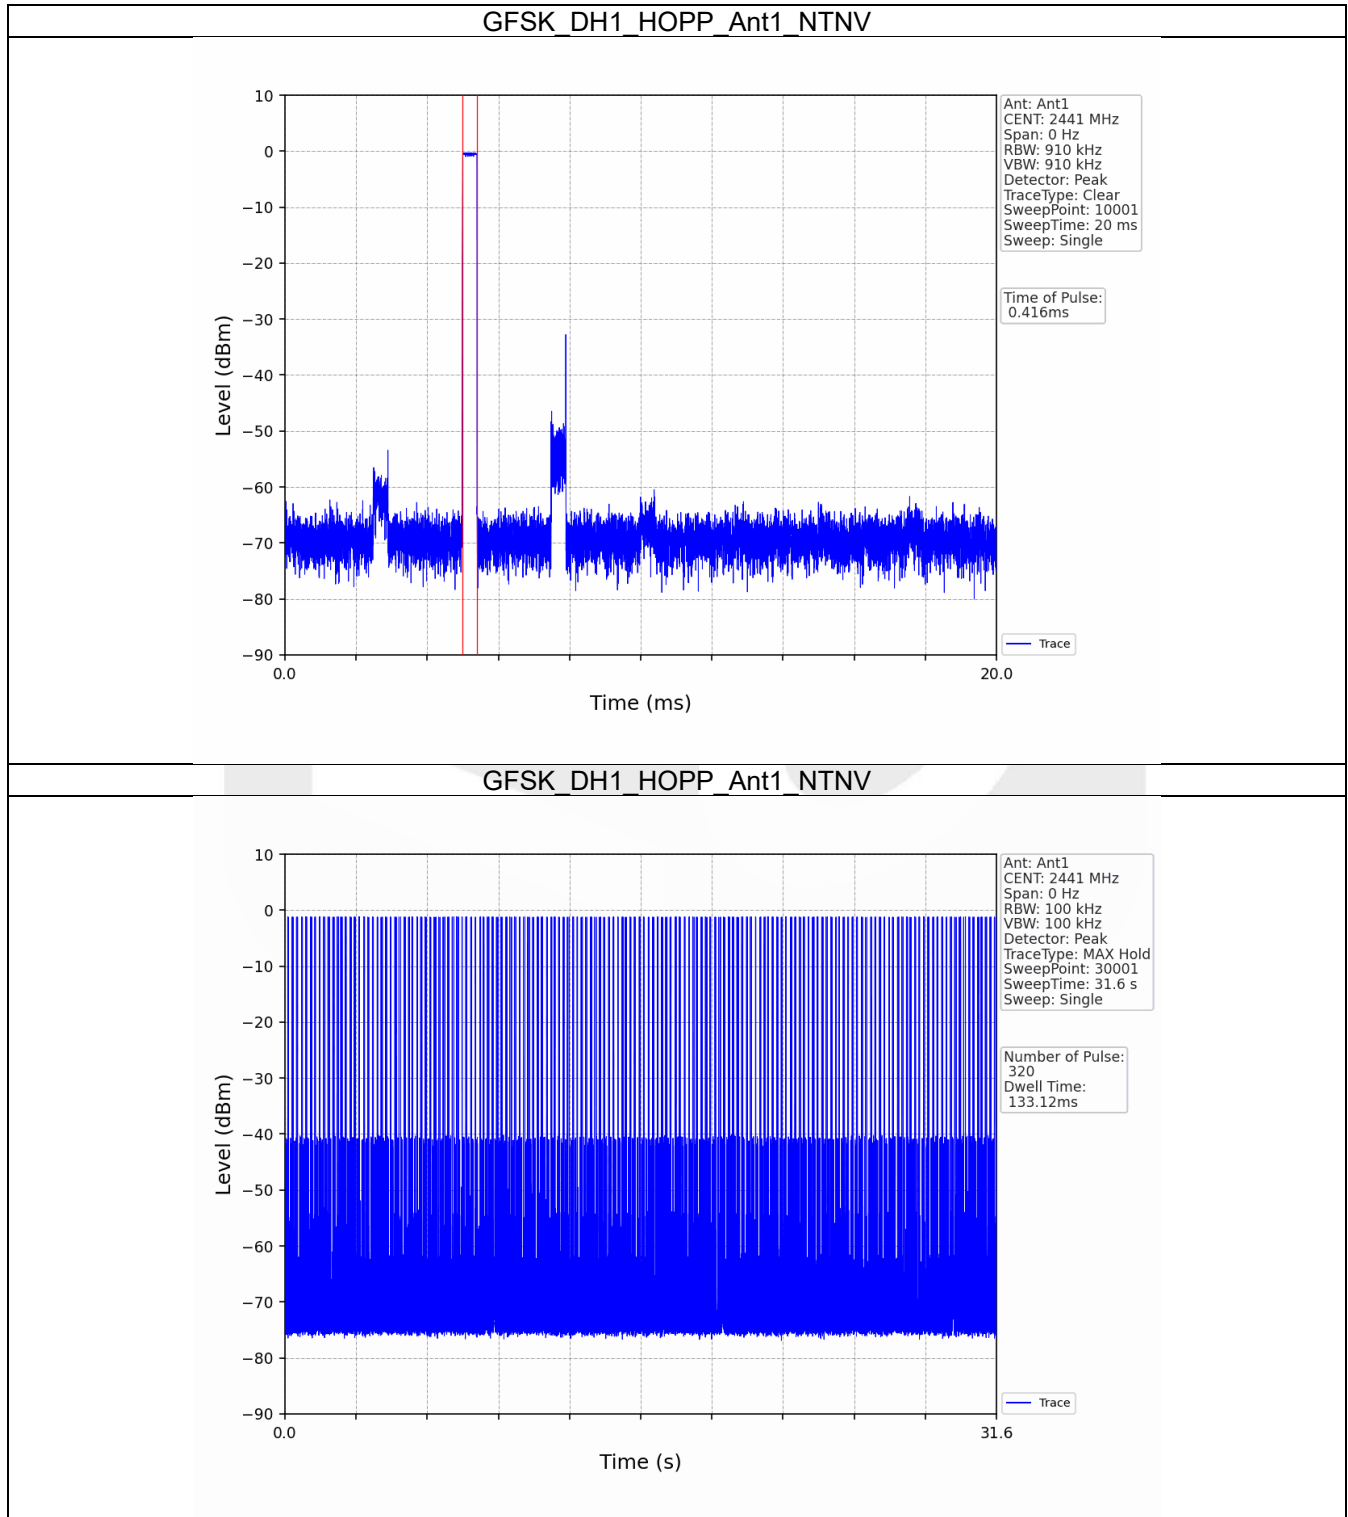 GFSK_DH1_HOPP_Ant1_NTNV
10
0
−10
−20
−30
−40
−50
−60
−70
−80
−90
Level (dBm)
0.0
20.0
Time (ms)
Ant: Ant1
CENT: 2441 MHz
Span: 0 Hz
RBW: 910 kHz
VBW: 910 kHz
Detector: Peak
TraceType: Clear
SweepPoint: 10001
SweepTime: 20 ms
Sweep: Single
Time of Pulse:
0.416ms
Trace
GFSK_DH1_HOPP_Ant1_NTNV
10
0
−10
−20
−30
−40
−50
−60
−70
−80
−90
Level (dBm)
0.0
31.6
Time (s)
Ant: Ant1
CENT: 2441 MHz
Span: 0 Hz
RBW: 100 kHz
VBW: 100 kHz
Detector: Peak
TraceType: MAX Hold
SweepPoint: 30001
SweepTime: 31.6 s
Sweep: Single
Number of Pulse:
320
Dwell Time:
133.12ms
Trace